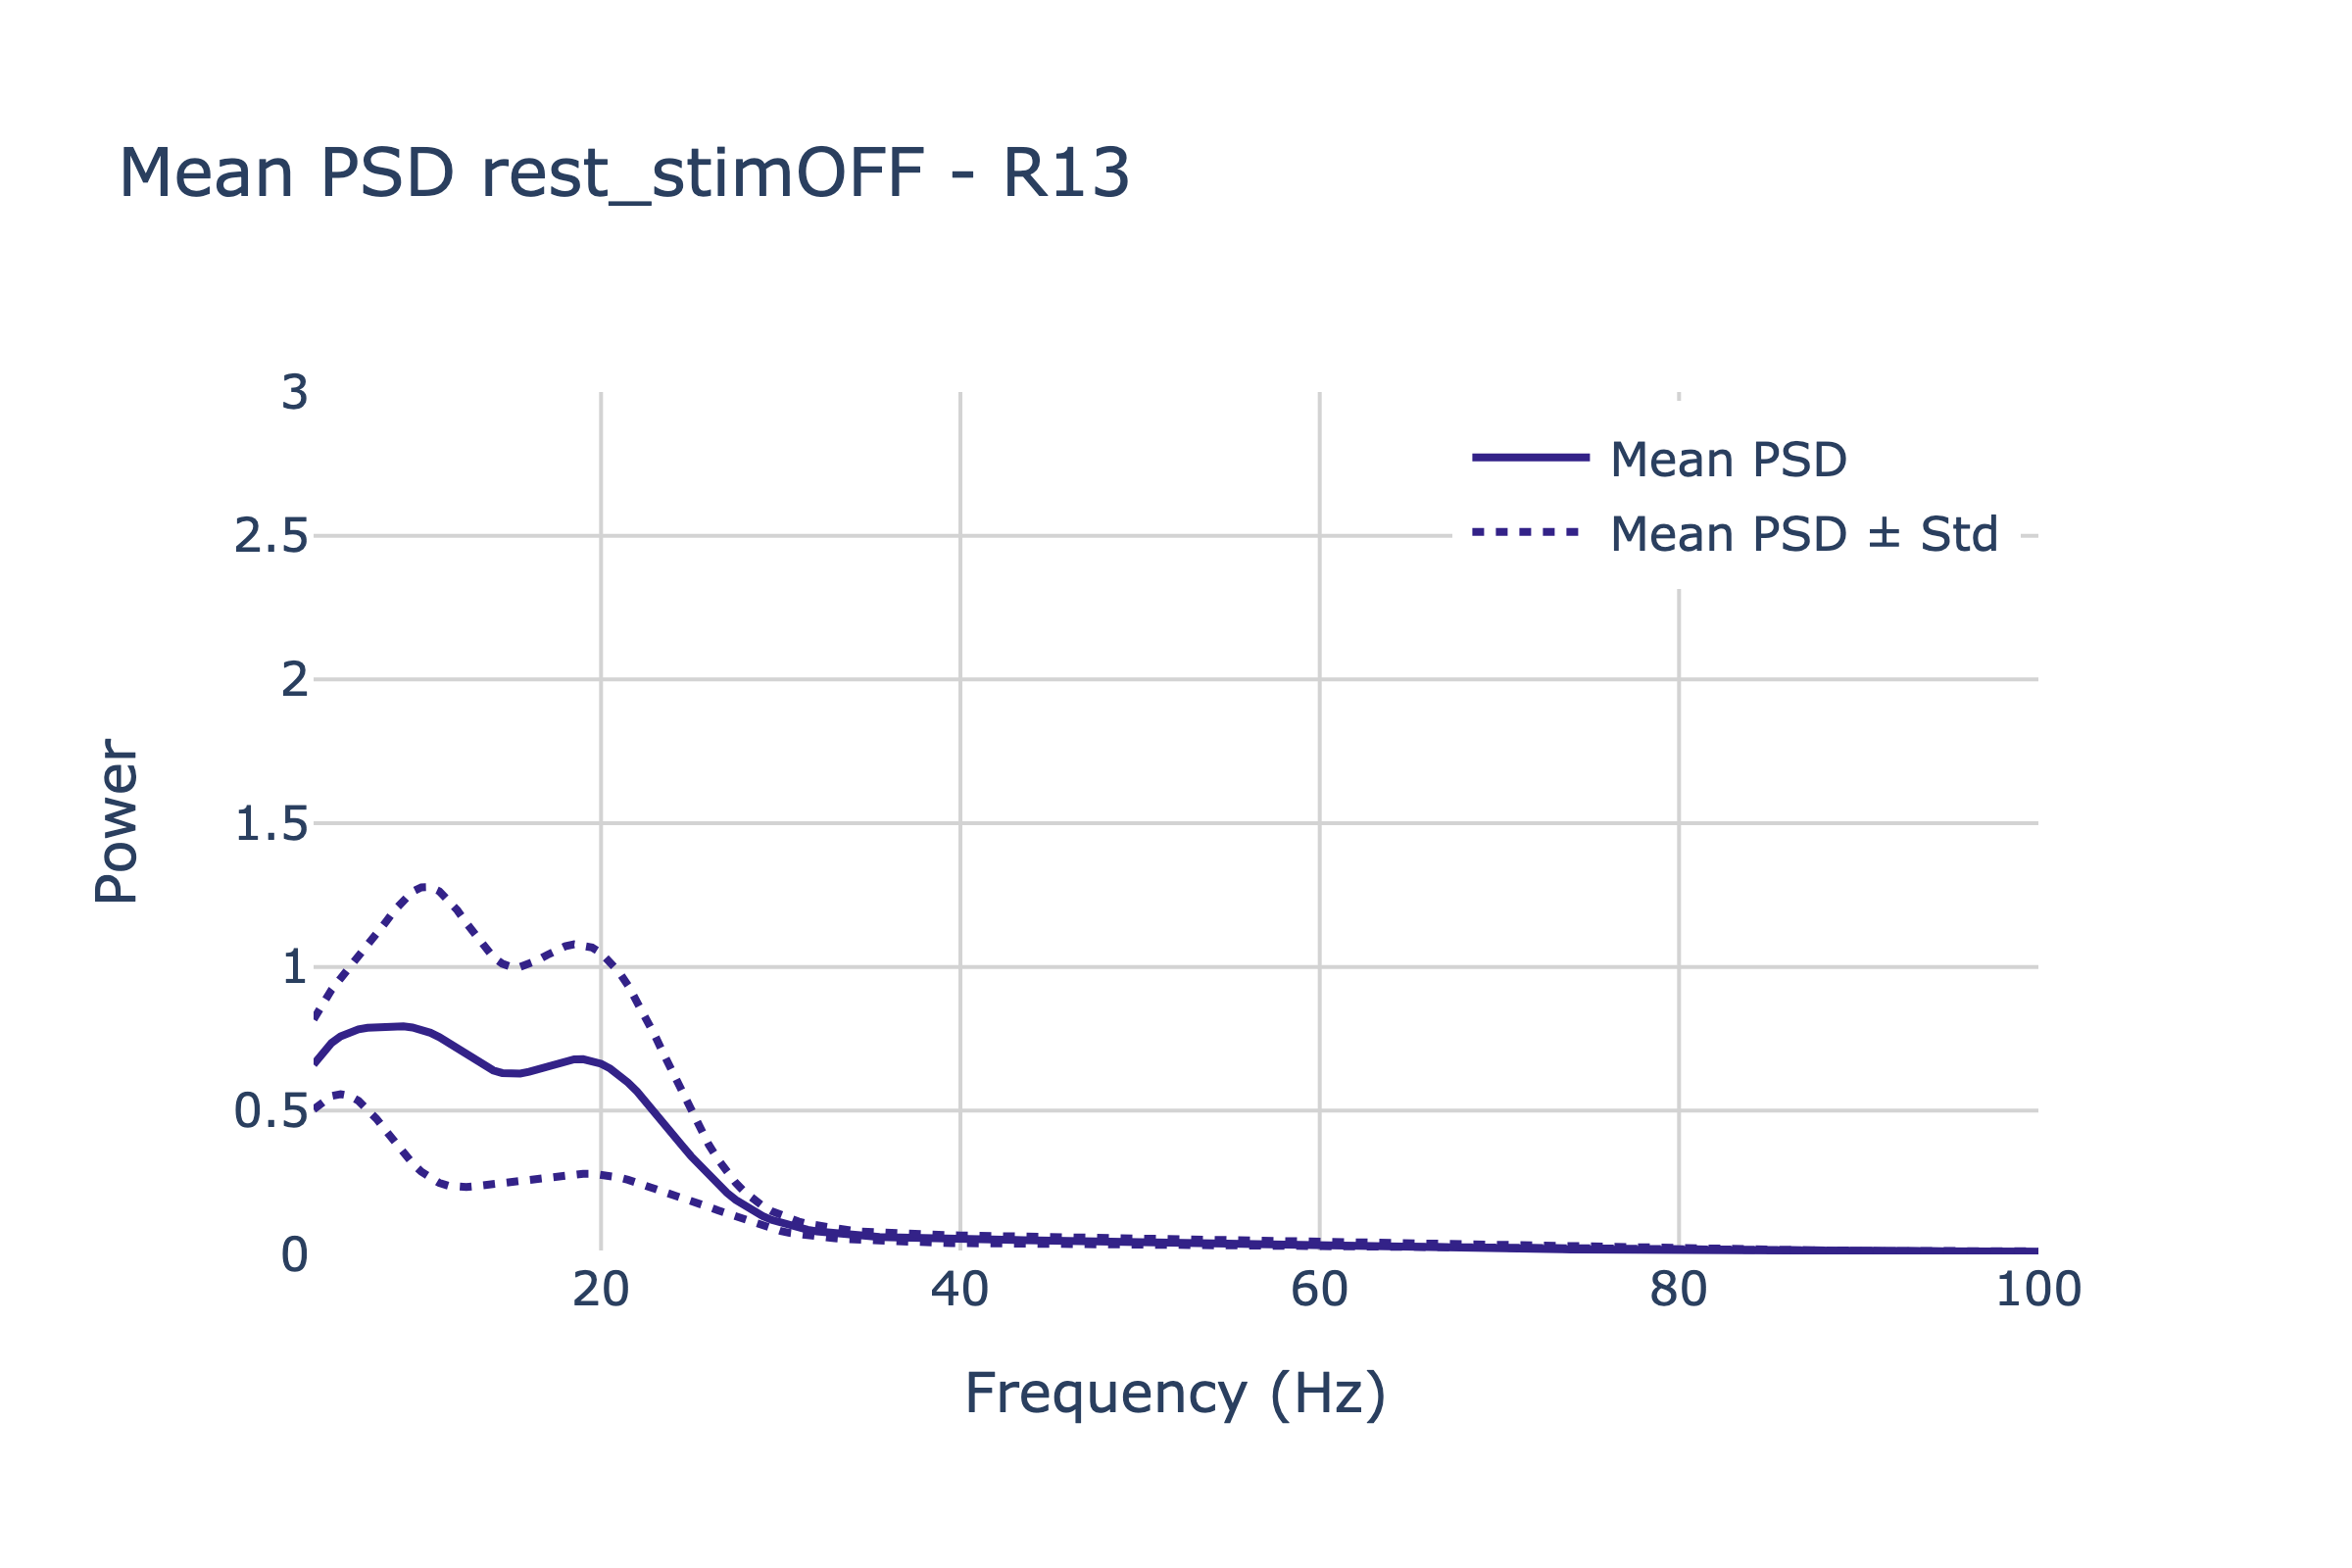 Mean PSD rest_stimOFF - R13
3
Mean PSD
2.5
Mean PSD ± Std
2
1.5
Power
1
0.5
0
20 40 60 80 100
Frequency (Hz)